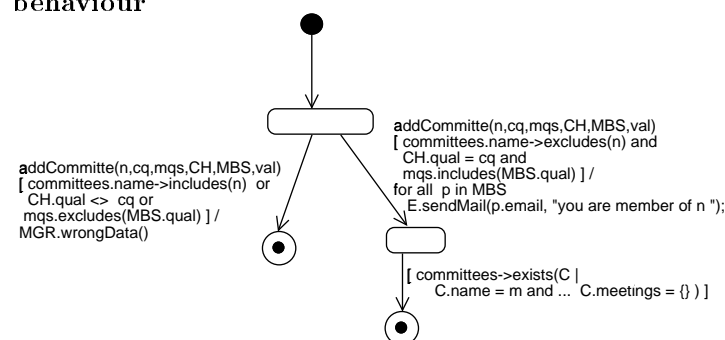 behaviour
addCommitte(n,cq,mqs,CH,MBS,val)
[ committees.name->excludes(n) and
CH.qual = cq and
mqs.includes(MBS.qual) ] /
for all p in MBS
E.sendMail(p.email, "you are member of n ");
addCommitte(n,cq,mqs,CH,MBS,val)
[ committees.name->includes(n) or
CH.qual <> cq or
mqs.excludes(MBS.qual) ] /
MGR.wrongData()
[ committees->exists(C |
C.name = m and ... C.meetings = {} ) ]